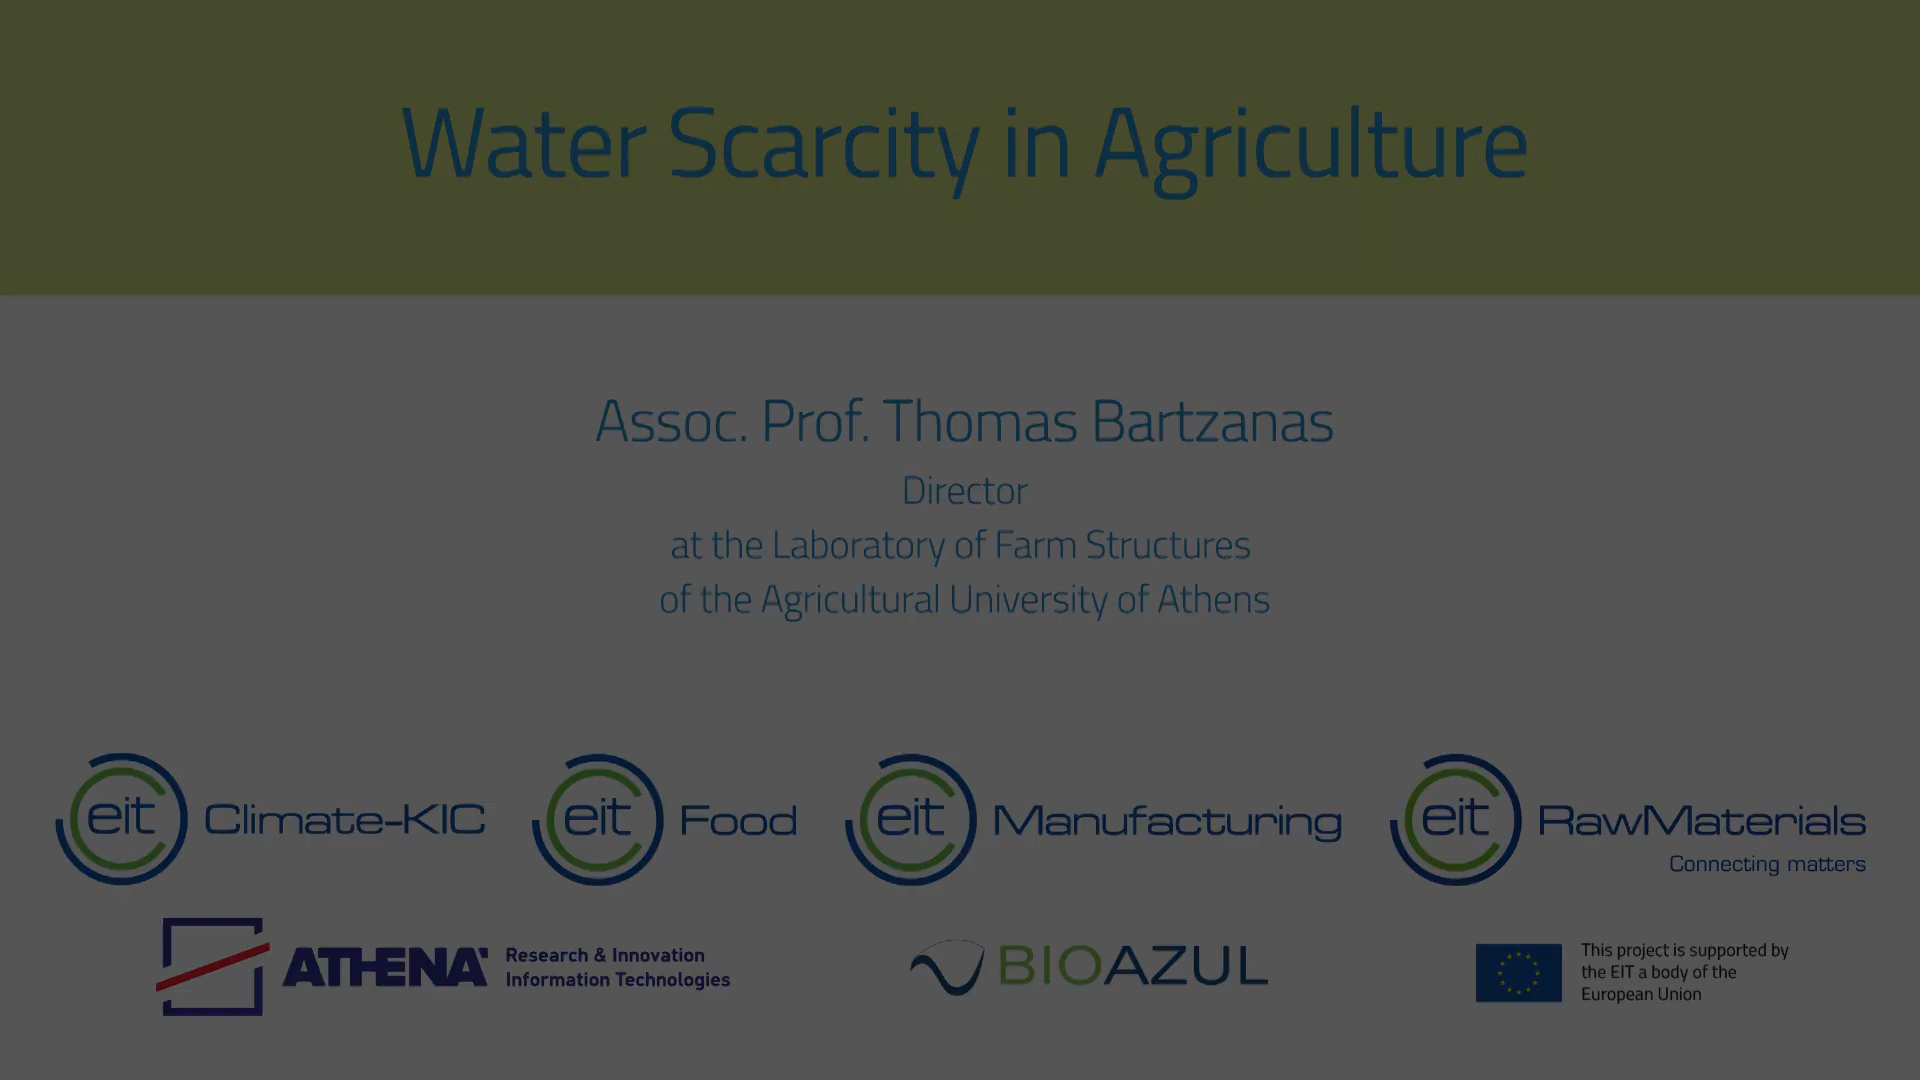 Water Scarcity in Agriculture
Assoc. Prof. Thomas Bartzanas
Director
at the Laboratory of Farm Structures
of the Agricultural University of Athens
eit Climate-KIC
eit Food
eit Manufacturing
eit RawMaterials
Connecting matters
ATHENA
Research & Innovation
Information Technologies
BIOAZUL
This project is supported by
the EIT a body of the
European Union